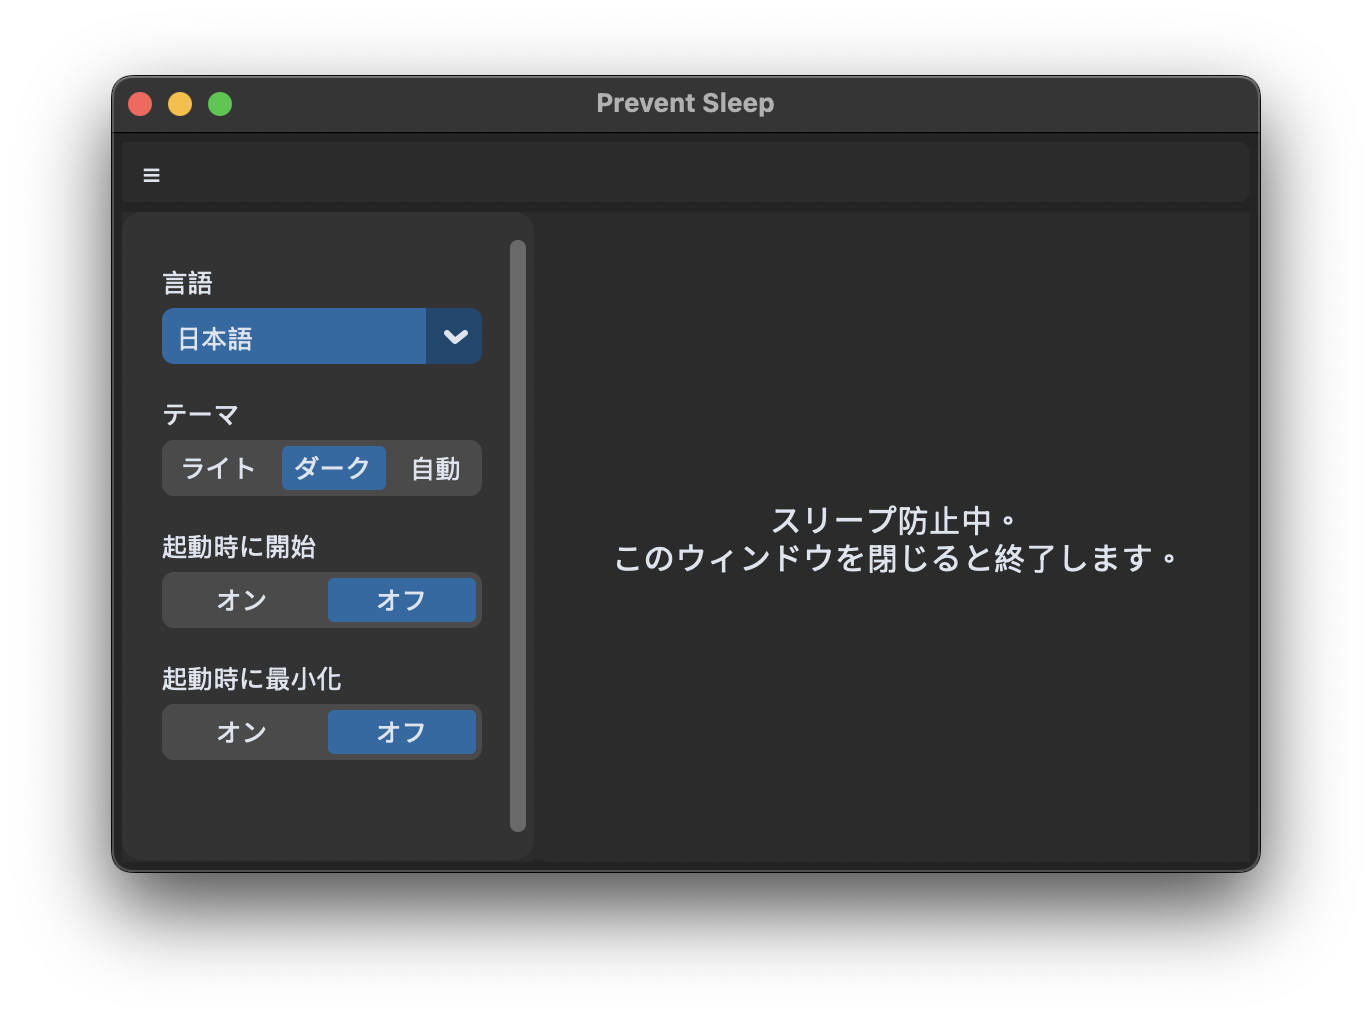 Prevent Sleep
≡
言語
日本語
テーマ
ライト ダーク 自動
起動時に開始
オン オフ
起動時に最小化
オン オフ
スリープ防止中。
このウィンドウを閉じると終了します。